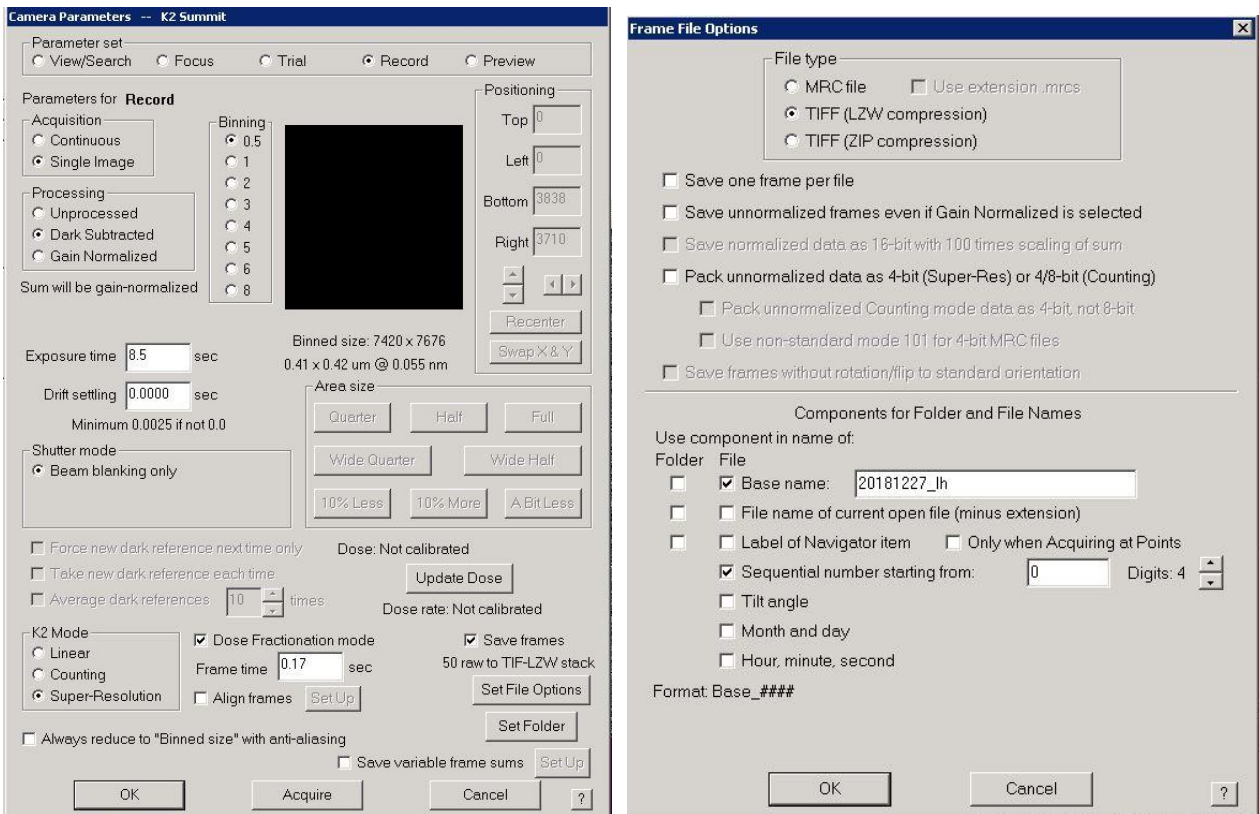 Camera Parameters -- K2 Summit
Parameter set
View/Search Focus Trial Record Preview
Parameters for Record
Acquisition
Continuous
Single Image
Processing
Unprocessed
Dark Subtracted
Gain Normalized
Sum will be gain-normalized
Binning
0.5
1
2
3
4
5
6
8
Positioning
Top 0
Left 0
Bottom 3838
Right 3710
Recenter
Swap X & Y
Binned size: 7420 x 7676
0.41 x 0.42 um @ 0.055 nm
Exposure time 8.5 sec
Drift settling 0.0000 sec
Minimum 0.0025 if not 0.0
Shutter mode
Beam blanking only
Area size
Quarter Half Full
Wide Quarter Wide Half
10% Less 10% More A Bit Less
Force new dark reference next time only
Take new dark reference each time
Average dark references 10 times
Dose: Not calibrated
Update Dose
Dose rate: Not calibrated
K2 Mode
Linear
Counting
Super-Resolution
Dose Fractionation mode
Frame time 0.17 sec
Align frames Set Up
Save frames
50 raw to TIF-LZW stack
Set File Options
Set Folder
Always reduce to "Binned size" with anti-aliasing
Save variable frame sums Set Up
OK Acquire Cancel ?
Frame File Options
File type
MRC file Use extension .mrcs
TIFF (LZW compression)
TIFF (ZIP compression)
Save one frame per file
Save unnormalized frames even if Gain Normalized is selected
Save normalized data as 16-bit with 100 times scaling of sum
Pack unnormalized data as 4-bit (Super-Res) or 4/8-bit (Counting)
Pack unnormalized Counting mode data as 4-bit, not 8-bit
Use non-standard mode 101 for 4-bit MRC files
Save frames without rotation/flip to standard orientation
Components for Folder and File Names
Use component in name of:
Folder File
Base name: 20181227_lh
File name of current open file (minus extension)
Label of Navigator item Only when Acquiring at Points
Sequential number starting from: 0 Digits: 4
Tilt angle
Month and day
Hour, minute, second
Format: Base_####
OK Cancel ?